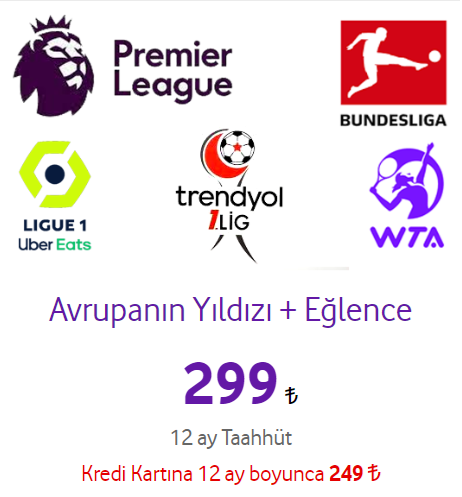 Premier
League
BUNDESLIGA
LIGUE 1
Uber Eats
trendyol
1.LİG
WTA
Avrupanın Yıldızı + Eğlence
299 ₺
12 ay Taahhüt
Kredi Kartına 12 ay boyunca 249 ₺